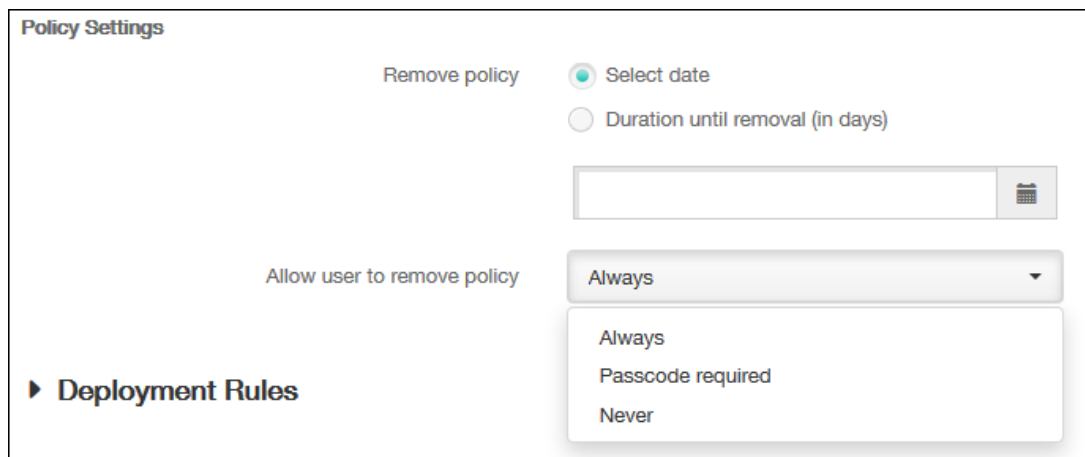 Policy Settings
Remove policy
Select date
Duration until removal (in days)
Allow user to remove policy
Always
Always
Passcode required
Never
Deployment Rules